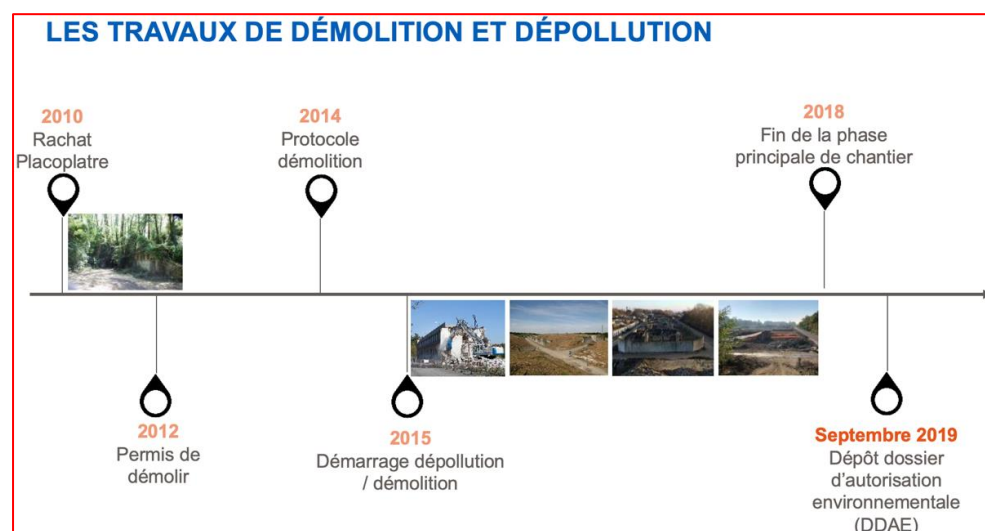 LES TRAVAUX DE DÉMOLITION ET DÉPOLLUTION
2010
Rachat
Placoplatre
2014
Protocole
démolition
2018
Fin de la phase
principale de chantier
2012
Permis de
démolir
2015
Démarrage dépollution
/ démolition
Septembre 2019
Dépôt dossier
d'autorisation
environnementale
(DDAE)